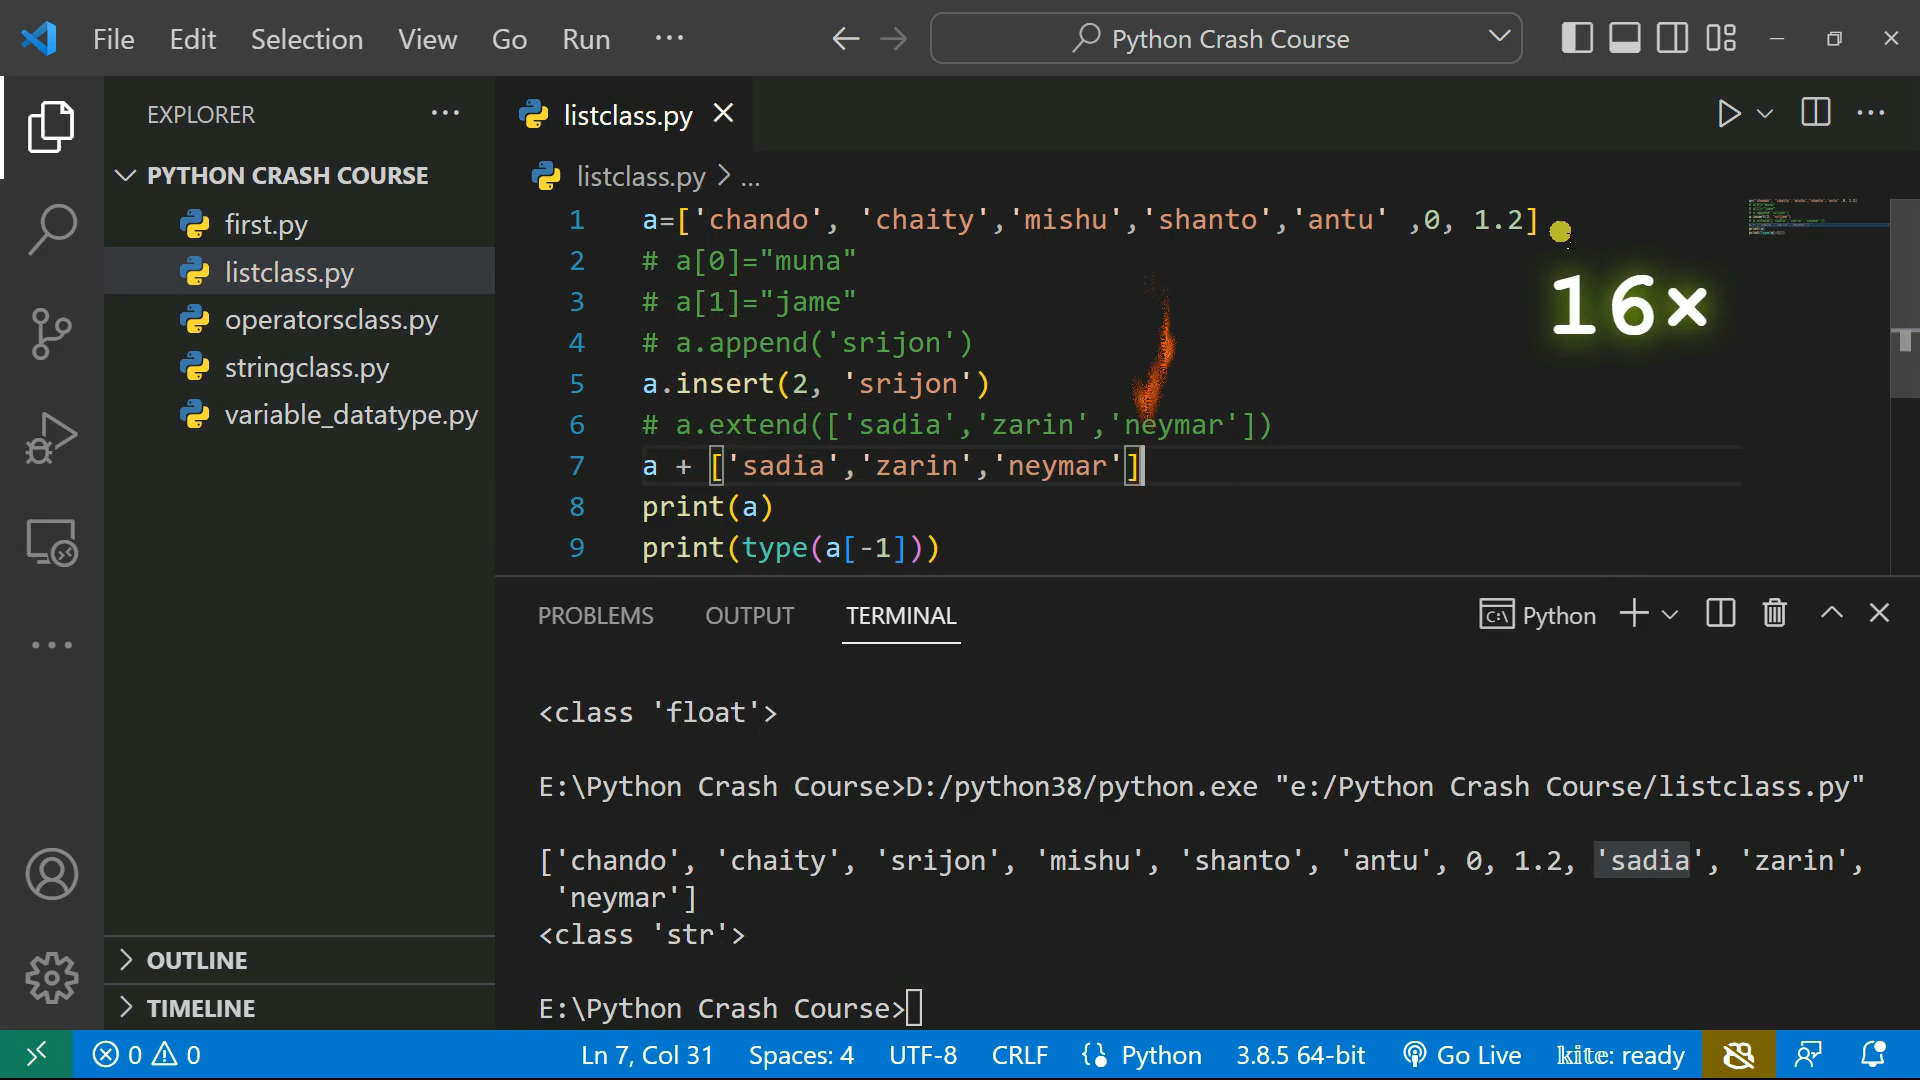 File Edit Selection View Go Run ··· Python Crash Course
EXPLORER ···
PYTHON CRASH COURSE
first.py
listclass.py
operatorsclass.py
stringclass.py
variable_datatype.py
OUTLINE
TIMELINE
listclass.py
listclass.py > ...
1 a=['chando', 'chaity','mishu','shanto','antu' ,0, 1.2]
2 # a[0]="muna"
3 # a[1]="jame"
4 # a.append('srijon')
5 a.insert(2, 'srijon')
6 # a.extend(['sadia','zarin','neymar'])
7 a + ['sadia','zarin','neymar']
8 print(a)
9 print(type(a[-1]))
16×
PROBLEMS OUTPUT TERMINAL Python
<class 'float'>
E:\Python Crash Course>D:/python38/python.exe "e:/Python Crash Course/listclass.py"
['chando', 'chaity', 'srijon', 'mishu', 'shanto', 'antu', 0, 1.2, 'sadia', 'zarin',
'neymar']
<class 'str'>
E:\Python Crash Course>
0 0 Ln 7, Col 31 Spaces: 4 UTF-8 CRLF Python 3.8.5 64-bit Go Live kite: ready